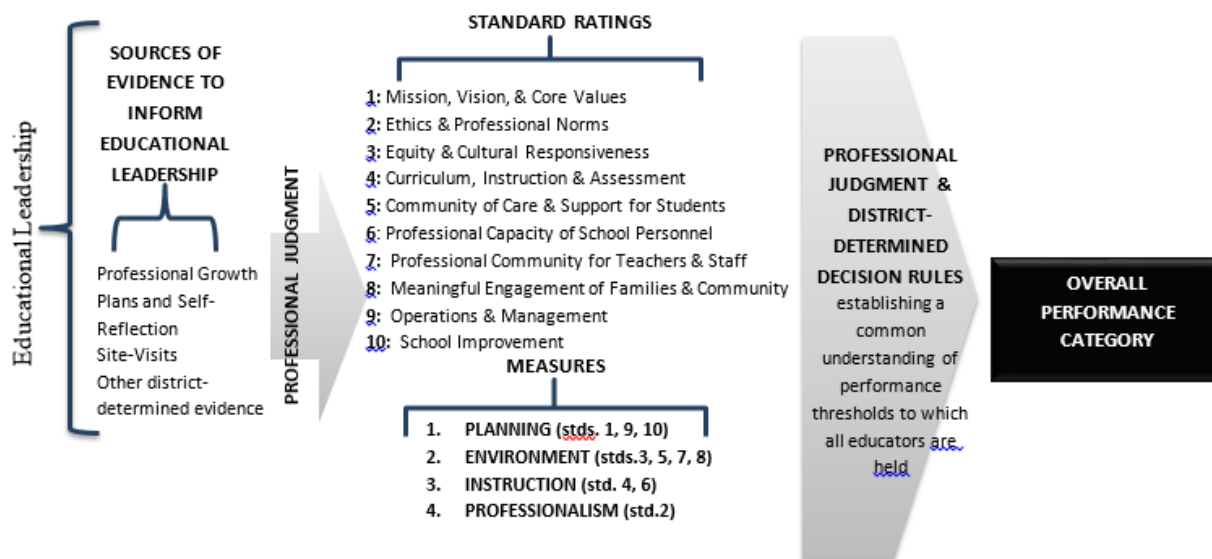 Educational Leadership
SOURCES OF
EVIDENCE TO
INFORM
EDUCATIONAL
LEADERSHIP
Professional Growth
Plans and Self-
Reflection
Site-Visits
Other district-
determined evidence
PROFESSIONAL JUDGMENT
STANDARD RATINGS
1: Mission, Vision, & Core Values
2: Ethics & Professional Norms
3: Equity & Cultural Responsiveness
4: Curriculum, Instruction & Assessment
5: Community of Care & Support for Students
6: Professional Capacity of School Personnel
7: Professional Community for Teachers & Staff
8: Meaningful Engagement of Families & Community
9: Operations & Management
10: School Improvement
MEASURES
1. PLANNING (stds. 1, 9, 10)
2. ENVIRONMENT (stds.3, 5, 7, 8)
3. INSTRUCTION (std. 4, 6)
4. PROFESSIONALISM (std.2)
PROFESSIONAL
JUDGMENT &
DISTRICT-
DETERMINED
DECISION RULES
establishing a
common
understanding of
performance
thresholds to which
all educators are
held
OVERALL
PERFORMANCE
CATEGORY